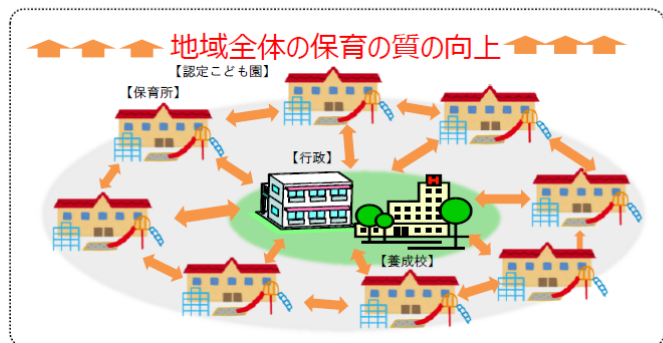 地域全体の保育の質の向上
【認定こども園】
【保育所】
【行政】
H
【養成校】